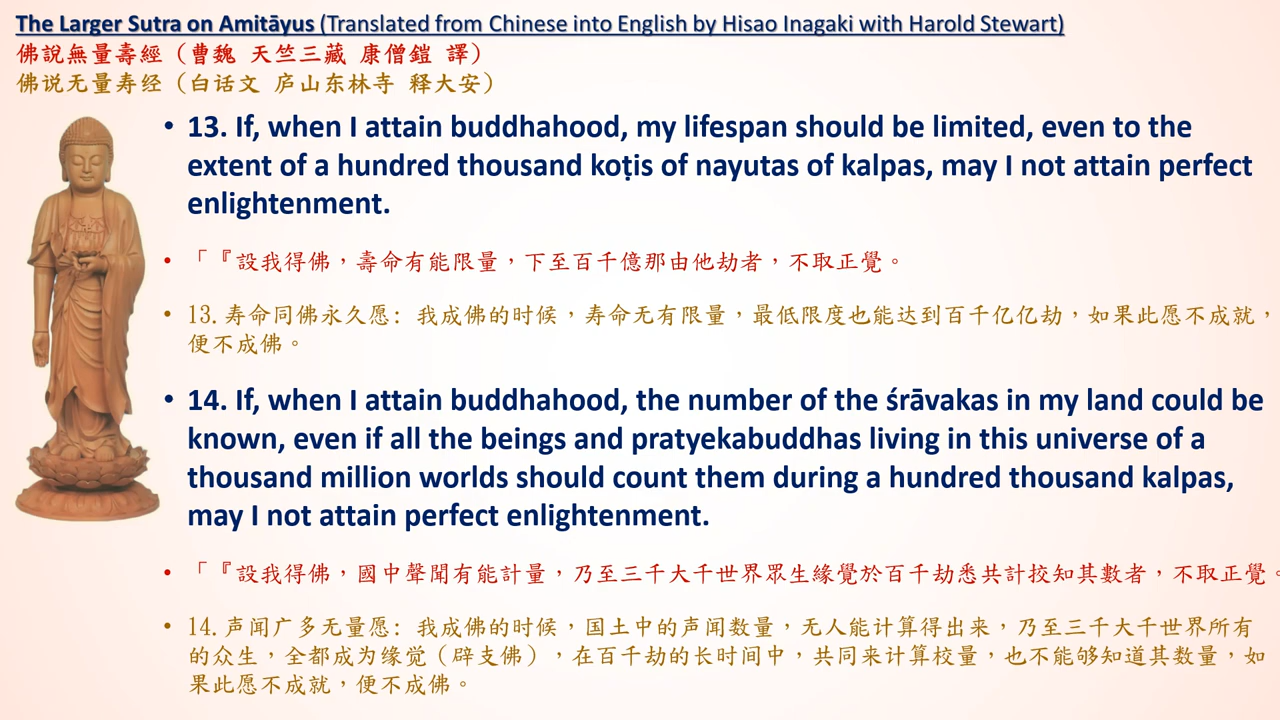 The Larger Sutra on Amitāyus (Translated from Chinese into English by Hisao Inagaki with Harold Stewart)
佛說無量壽經（曹魏 天竺三藏 康僧鎧 譯）
佛说无量寿经（白话文 庐山东林寺 释大安）
• 13. If, when I attain buddhahood, my lifespan should be limited, even to the
extent of a hundred thousand koṭis of nayutas of kalpas, may I not attain perfect
enlightenment.
• 「『設我得佛，壽命有能限量，下至百千億那由他劫者，不取正覺。
• 13.寿命同佛永久愿: 我成佛的时候，寿命无有限量，最低限度也能达到百千亿亿劫，如果此愿不成就，
便不成佛。
• 14. If, when I attain buddhahood, the number of the śrāvakas in my land could be
known, even if all the beings and pratyekabuddhas living in this universe of a
thousand million worlds should count them during a hundred thousand kalpas,
may I not attain perfect enlightenment.
• 「『設我得佛，國中聲聞有能計量，乃至三千大千世界眾生緣覺於百千劫悉共計挍知其數者，不取正覺。
• 14.声闻广多无量愿: 我成佛的时候，国土中的声闻数量，无人能计算得出来，乃至三千大千世界所有
的众生，全都成为缘觉（辟支佛），在百千劫的长时间中，共同来计算校量，也不能够知道其数量，如
果此愿不成就，便不成佛。